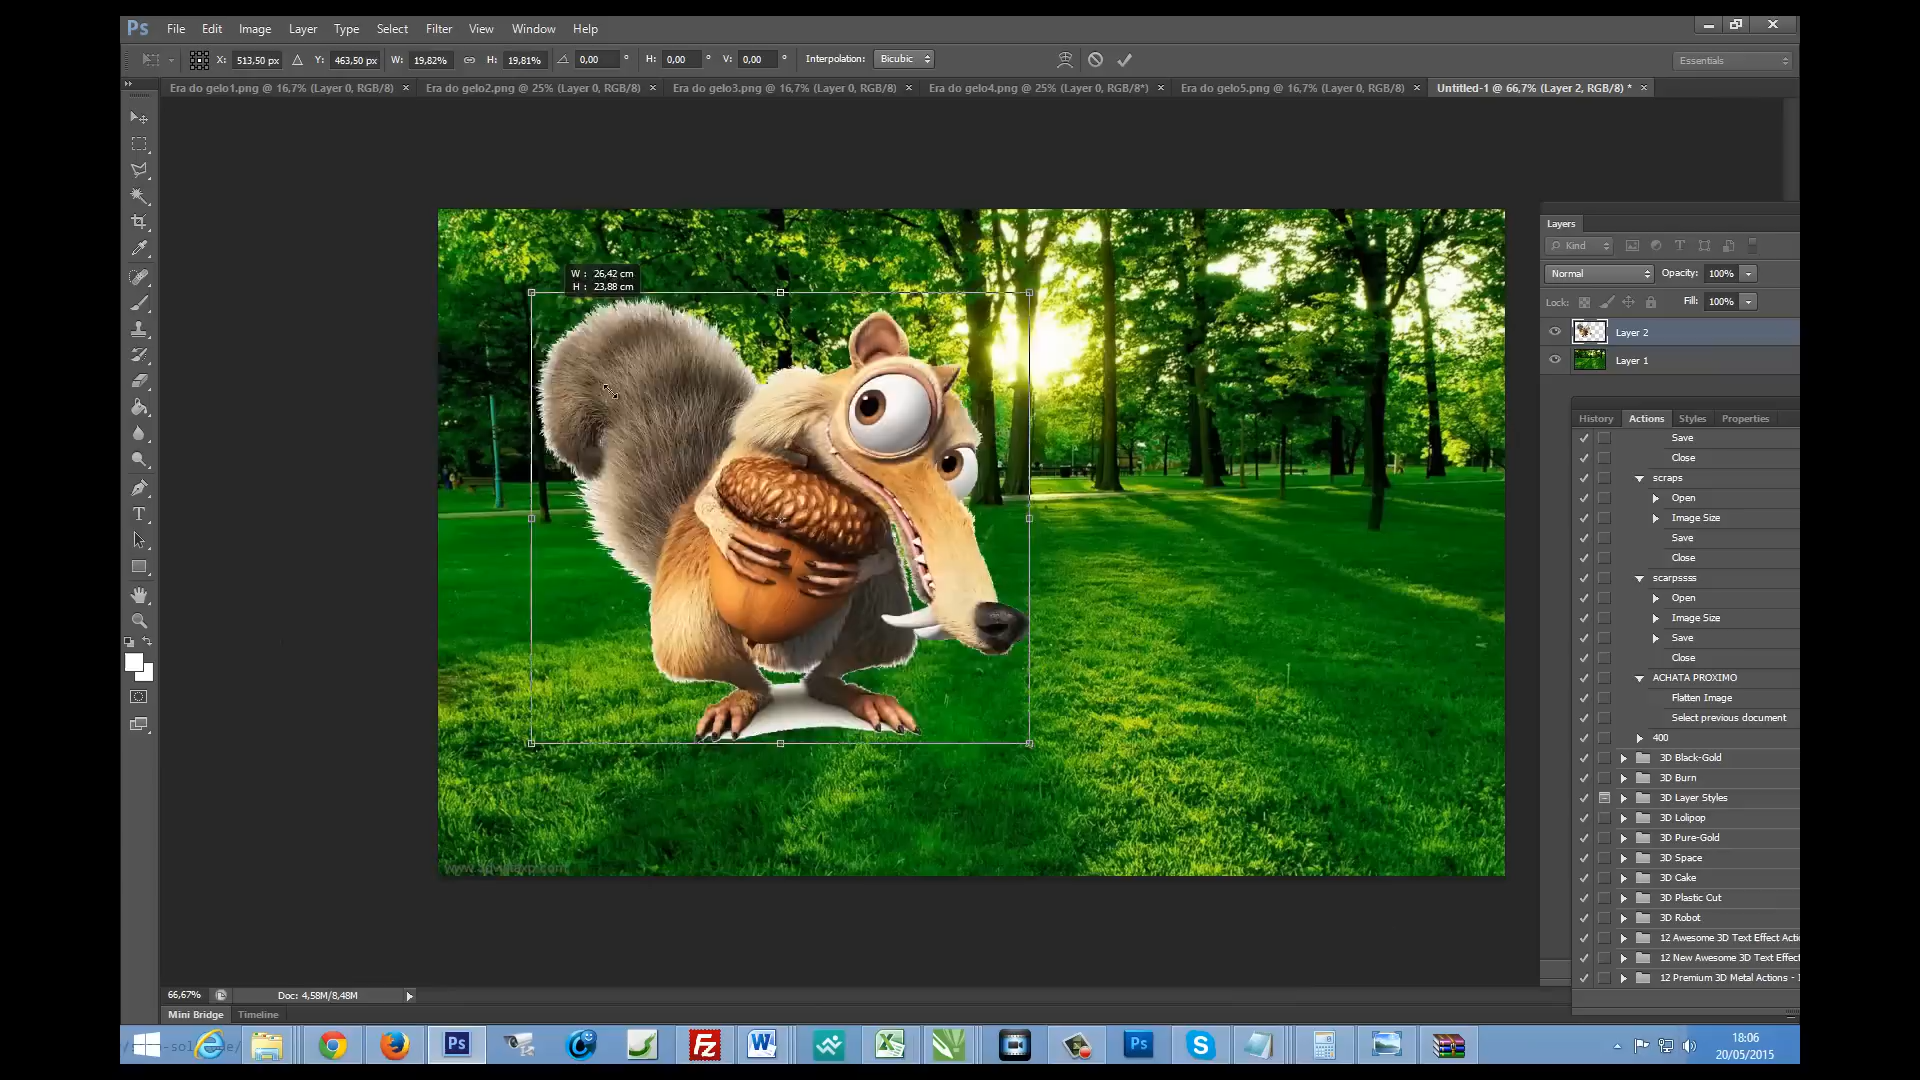 Ps File Edit Image Layer Type Select Filter View Window Help
X: 513,50 px Y: 463,50 px W: 19,82% H: 19,81% 0,00 ° H: 0,00 ° V: 0,00 ° Interpolation: Bicubic Essentials
Era do gelo1.png @ 16,7% (Layer 0, RGB/8) × Era do gelo2.png @ 25% (Layer 0, RGB/8) × Era do gelo3.png @ 16,7% (Layer 0, RGB/8) × Era do gelo4.png @ 25% (Layer 0, RGB/8*) × Era do gelo5.png @ 16,7% (Layer 0, RGB/8) × Untitled-1 @ 66,7% (Layer 2, RGB/8) * ×
W : 26,42 cm
H : 23,88 cm
Layers
Kind
Normal Opacity: 100%
Lock: Fill: 100%
Layer 2
Layer 1
History Actions Styles Properties
Save
Close
scraps
Open
Image Size
Save
Close
scarpssss
Open
Image Size
Save
Close
ACHATA PROXIMO
Flatten Image
Select previous document
400
3D Black-Gold
3D Burn
3D Layer Styles
3D Lolipop
3D Pure-Gold
3D Space
3D Cake
3D Plastic Cut
3D Robot
12 Awesome 3D Text Effect Acti
12 New Awesome 3D Text Effect
12 Premium 3D Metal Actions -
66,67% Doc: 4,58M/8,48M
Mini Bridge Timeline
18:06
20/05/2015